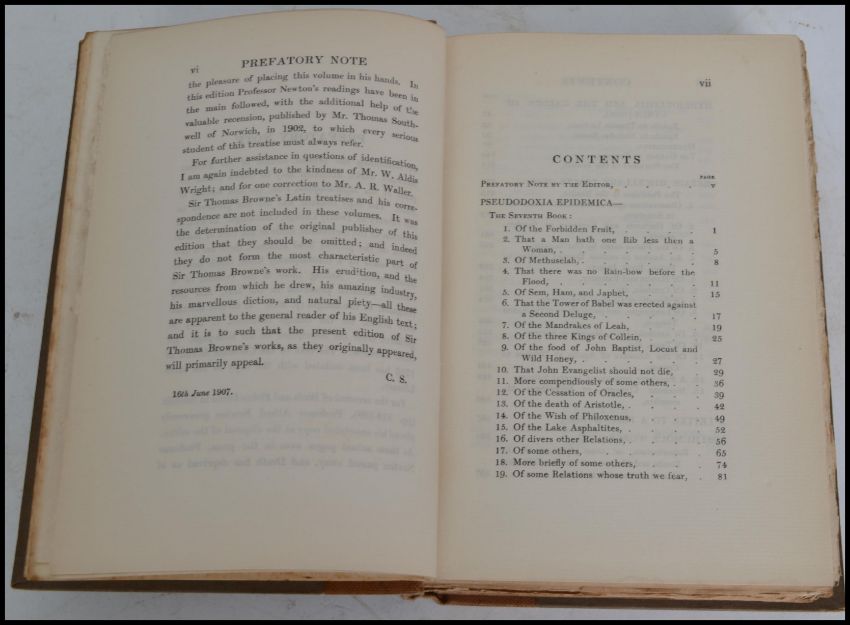 vi
PREFATORY NOTE
the pleasure of placing this volume in his hands. In
this edition Professor Newton's readings have been in
the main followed, with the additional help of the
valuable recension, published by Mr. Thomas South-
well of Norwich, in 1902, to which every serious
student of this treatise must always refer.
For further assistance in questions of identification,
I am again indebted to the kindness of Mr. W. Aldis
Wright; and for one correction to Mr. A. R. Waller.
Sir Thomas Browne's Latin treatises and his corre-
spondence are not included in these volumes. It was
the determination of the original publisher of this
edition that they should be omitted; and indeed
they do not form the most characteristic part of
Sir Thomas Browne's work. His erudition, and the
resources from which he drew, his amazing industry,
his marvellous diction, and natural piety—all these
are apparent to the general reader of his English text;
and it is to such that the present edition of Sir
Thomas Browne's works, as they originally appeared,
will primarily appeal.
C. S.
16th June 1907.
vii
CONTENTS
PAGE
PREFATORY NOTE BY THE EDITOR, . . . . v
PSEUDODOXIA EPIDEMICA—
THE SEVENTH BOOK:
1. Of the Forbidden Fruit, . . . . 1
2. That a Man hath one Rib less then a
Woman, . . . . . . 5
3. Of Methuselah, . . . . . 8
4. That there was no Rain-bow before the
Flood, . . . . . . 11
5. Of Sem, Ham, and Japhet, . . . . 15
6. That the Tower of Babel was erected against
a Second Deluge, . . . . . 17
7. Of the Mandrakes of Leah, . . . . 19
8. Of the three Kings of Collein, . . . 25
9. Of the food of John Baptist, Locust and
Wild Honey, . . . . . 27
10. That John Evangelist should not die, . . 29
11. More compendiously of some others, . . 36
12. Of the Cessation of Oracles, . . . 39
13. Of the death of Aristotle, . . . . 42
14. Of the Wish of Philoxenus, . . . . 49
15. Of the Lake Asphaltites, . . . . 52
16. Of divers other Relations, . . . . 56
17. Of some others, . . . . . 65
18. More briefly of some others, . . . 74
19. Of some Relations whose truth we fear, . 81